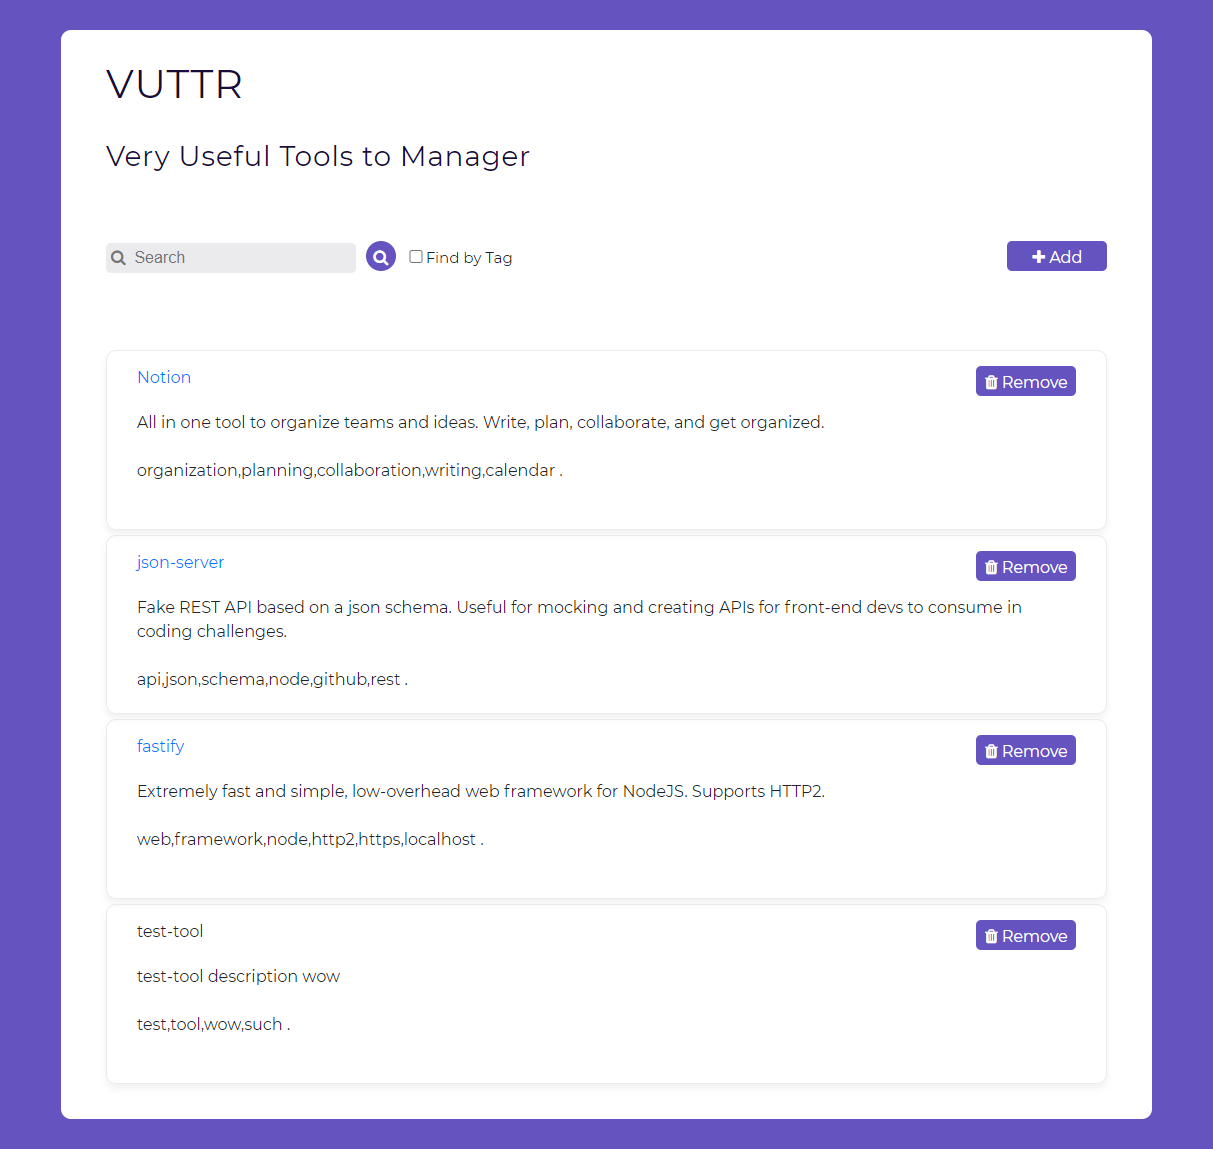 VUTTR
Very Useful Tools to Manager
Search
Find by Tag
Add
Notion
Remove
All in one tool to organize teams and ideas. Write, plan, collaborate, and get organized.
organization,planning,collaboration,writing,calendar .
json-server
Remove
Fake REST API based on a json schema. Useful for mocking and creating APIs for front-end devs to consume in
coding challenges.
api,json,schema,node,github,rest .
fastify
Remove
Extremely fast and simple, low-overhead web framework for NodeJS. Supports HTTP2.
web,framework,node,http2,https,localhost .
test-tool
Remove
test-tool description wow
test,tool,wow,such .